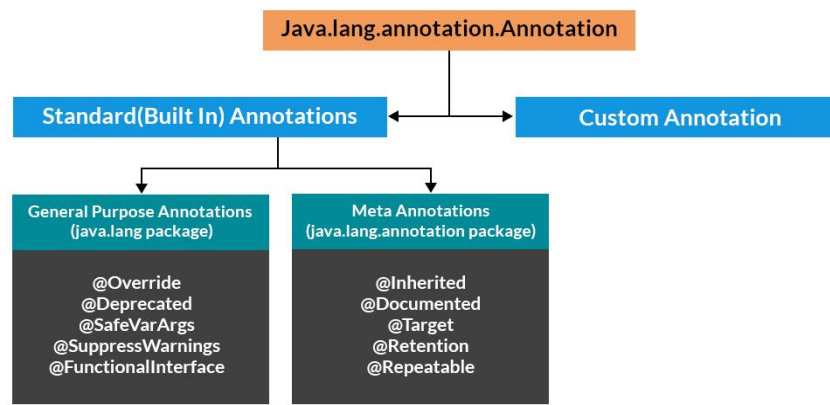 Java.lang.annotation.Annotation
Standard(Built In) Annotations
Custom Annotation
General Purpose Annotations
(java.lang package)
@Override
@Deprecated
@SafeVarArgs
@SuppressWarnings
@FunctionalInterface
Meta Annotations
(java.lang.annotation package)
@Inherited
@Documented
@Target
@Retention
@Repeatable